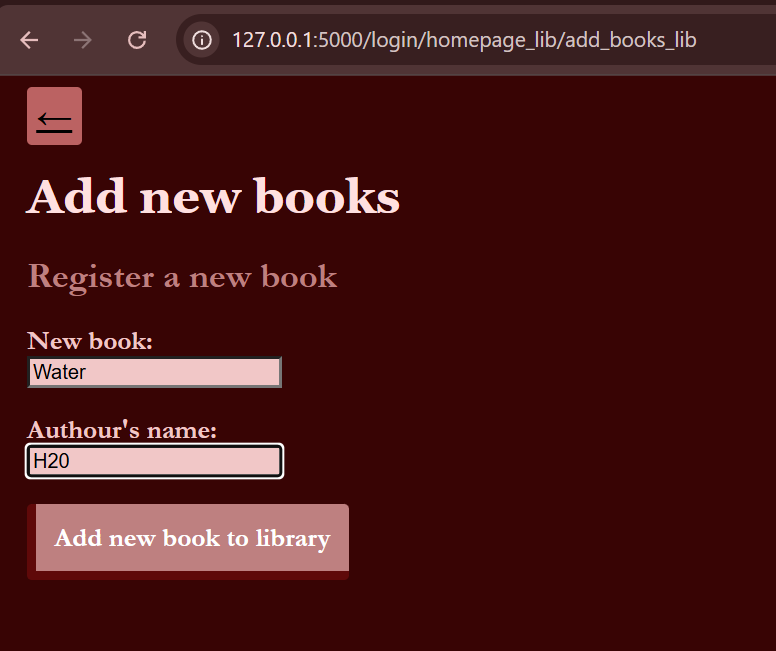 127.0.0.1:5000/login/homepage_lib/add_books_lib
Add new books
Register a new book
New book:
Water
Authour's name:
H20
Add new book to library